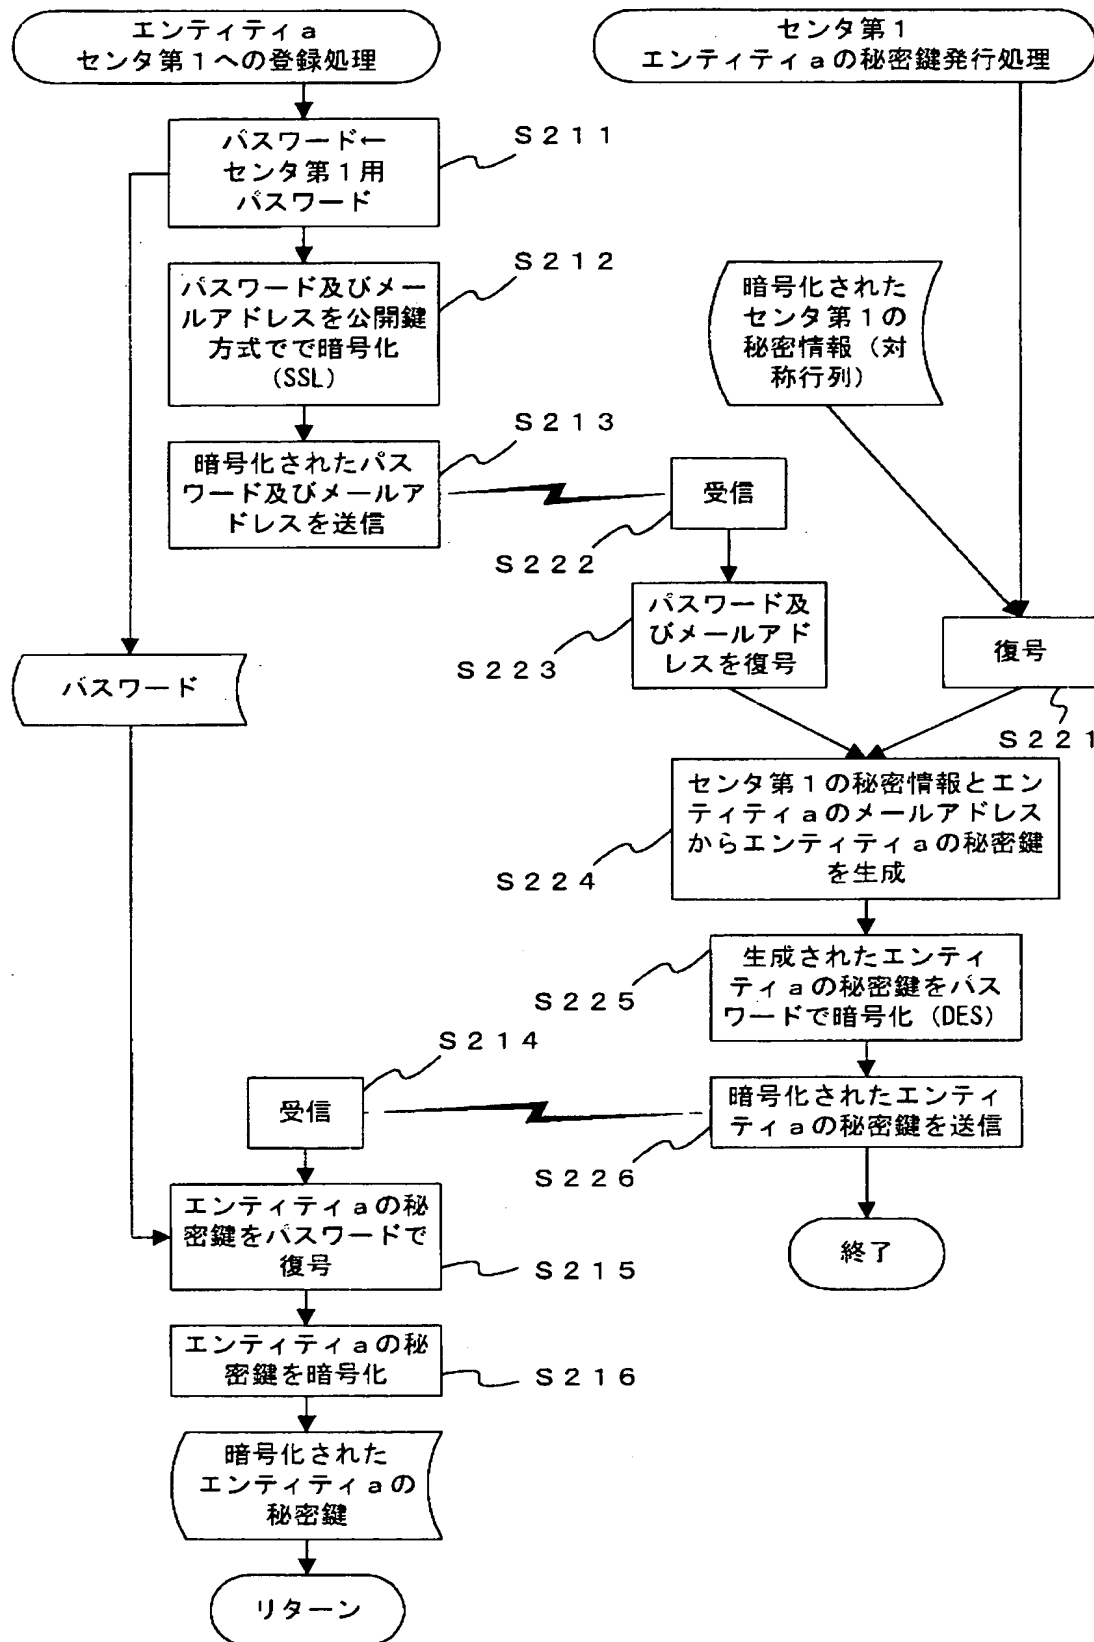 エンティティa
センタ第1への登録処理
センタ第1
エンティティaの秘密鍵発行処理
パスワード←
センタ第1用
パスワード
S211
パスワード及びメー
ルアドレスを公開鍵
方式でで暗号化
(SSL)
S212
暗号化された
センタ第1の
秘密情報(対
称行列)
暗号化されたパス
ワード及びメールア
ドレスを送信
S213
受信
S222
パスワード及
びメールアド
レスを復号
S223
復号
S221
パスワード
センタ第1の秘密情報とエン
ティティaのメールアドレス
からエンティティaの秘密鍵
を生成
S224
生成されたエンティ
ティaの秘密鍵をパス
ワードで暗号化(DES)
S225
S214
受信
暗号化されたエンティ
ティaの秘密鍵を送信
S226
エンティティaの秘
密鍵をパスワードで
復号
S215
終了
エンティティaの秘
密鍵を暗号化
S216
暗号化された
エンティティaの
秘密鍵
リターン